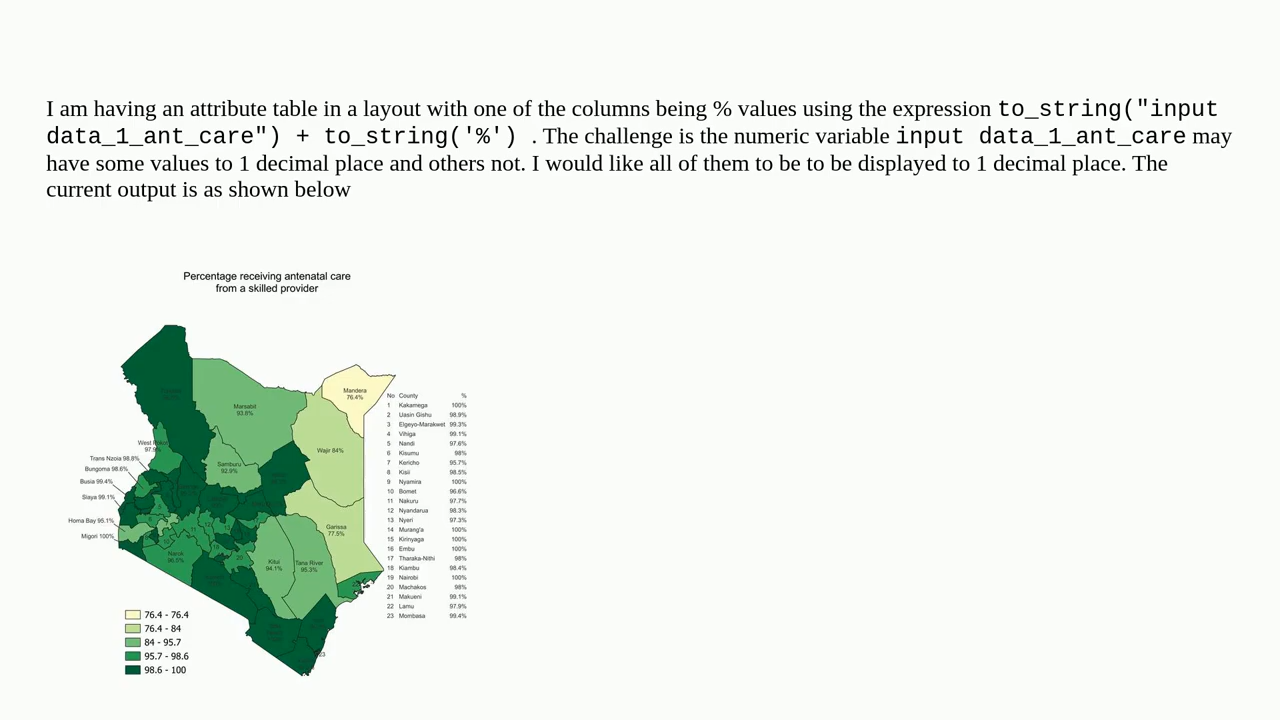 I am having an attribute table in a layout with one of the columns being % values using the expression to_string("input
data_1_ant_care") + to_string('%') . The challenge is the numeric variable input data_1_ant_care may
have some values to 1 decimal place and others not. I would like all of them to be to be displayed to 1 decimal place. The
current output is as shown below
Percentage receiving antenatal care
from a skilled provider
Mandera
76.4%
Marsabit
93.8%
West Pokot
Wajir 84%
Trans Nzoia 98.8%
Samburu
92.9%
Bungoma 98.6%
Busia 99.4%
Siaya 99.1%
Homa Bay 95.1%
Garissa
77.5%
Migori 100%
Narok
96.5%
Kitui
94.1%
Tana River
95.3%
23
No County %
1 Kakamega 100%
2 Uasin Gishu 98.9%
3 Elgeyo-Marakwet 99.3%
4 Vihiga 99.1%
5 Nandi 97.6%
6 Kisumu 98%
7 Kericho 95.7%
8 Kisii 98.5%
9 Nyamira 100%
10 Bomet 96.6%
11 Nakuru 97.7%
12 Nyandarua 98.3%
13 Nyeri 97.3%
14 Murang'a 100%
15 Kirinyaga 100%
16 Embu 100%
17 Tharaka-Nithi 98%
18 Kiambu 98.4%
19 Nairobi 100%
20 Machakos 98%
21 Makueni 99.1%
22 Lamu 97.9%
23 Mombasa 99.4%
76.4 - 76.4
76.4 - 84
84 - 95.7
95.7 - 98.6
98.6 - 100